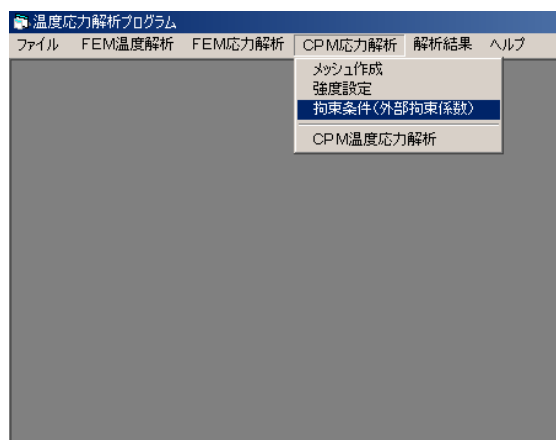 温度応力解析プログラム
ファイル FEM温度解析 FEM応力解析 CPM応力解析 解析結果 ヘルプ
メッシュ作成
強度設定
拘束条件(外部拘束係数)
CPM温度応力解析